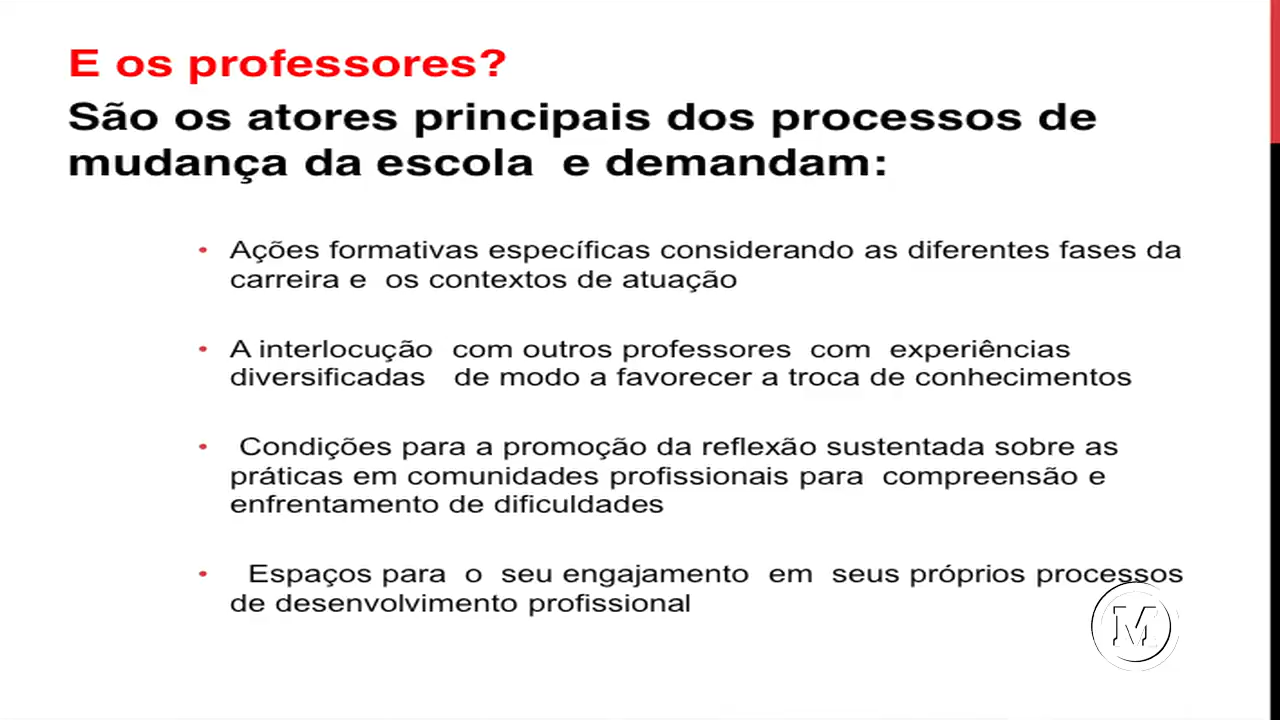 E os professores?
São os atores principais dos processos de
mudança da escola e demandam:
• Ações formativas específicas considerando as diferentes fases da
carreira e os contextos de atuação
• A interlocução com outros professores com experiências
diversificadas de modo a favorecer a troca de conhecimentos
• Condições para a promoção da reflexão sustentada sobre as
práticas em comunidades profissionais para compreensão e
enfrentamento de dificuldades
• Espaços para o seu engajamento em seus próprios processos
de desenvolvimento profissional
M